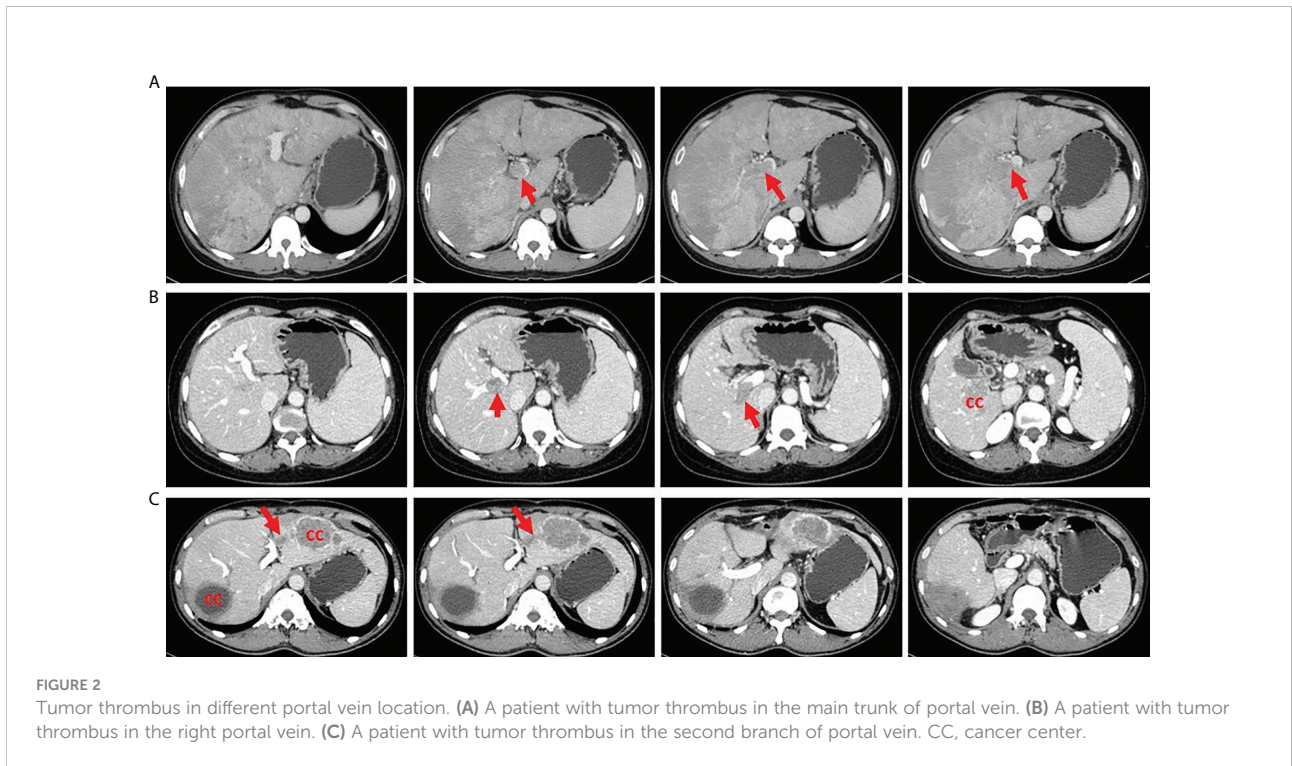 A
B
CC
C
CC
CC
FIGURE 2
Tumor thrombus in different portal vein location. (A) A patient with tumor thrombus in the main trunk of portal vein. (B) A patient with tumor
thrombus in the right portal vein. (C) A patient with tumor thrombus in the second branch of portal vein. CC, cancer center.